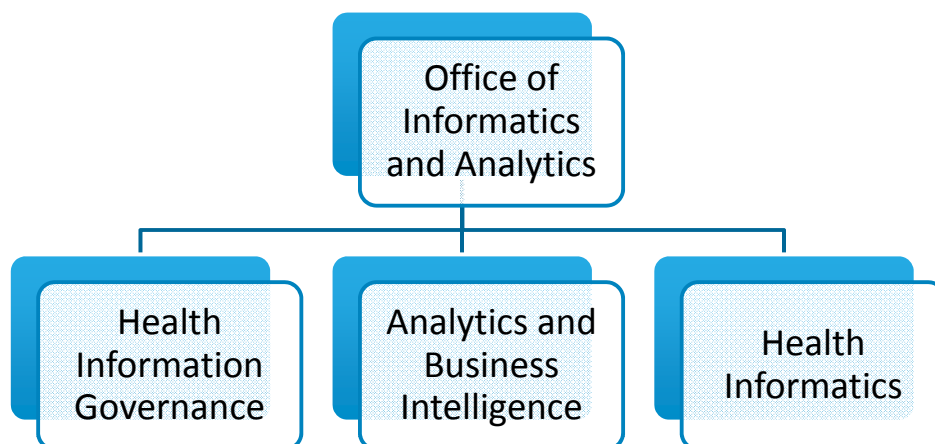 Office of
Informatics
and Analytics
Health
Information
Governance
Analytics and
Business
Intelligence
Health
Informatics